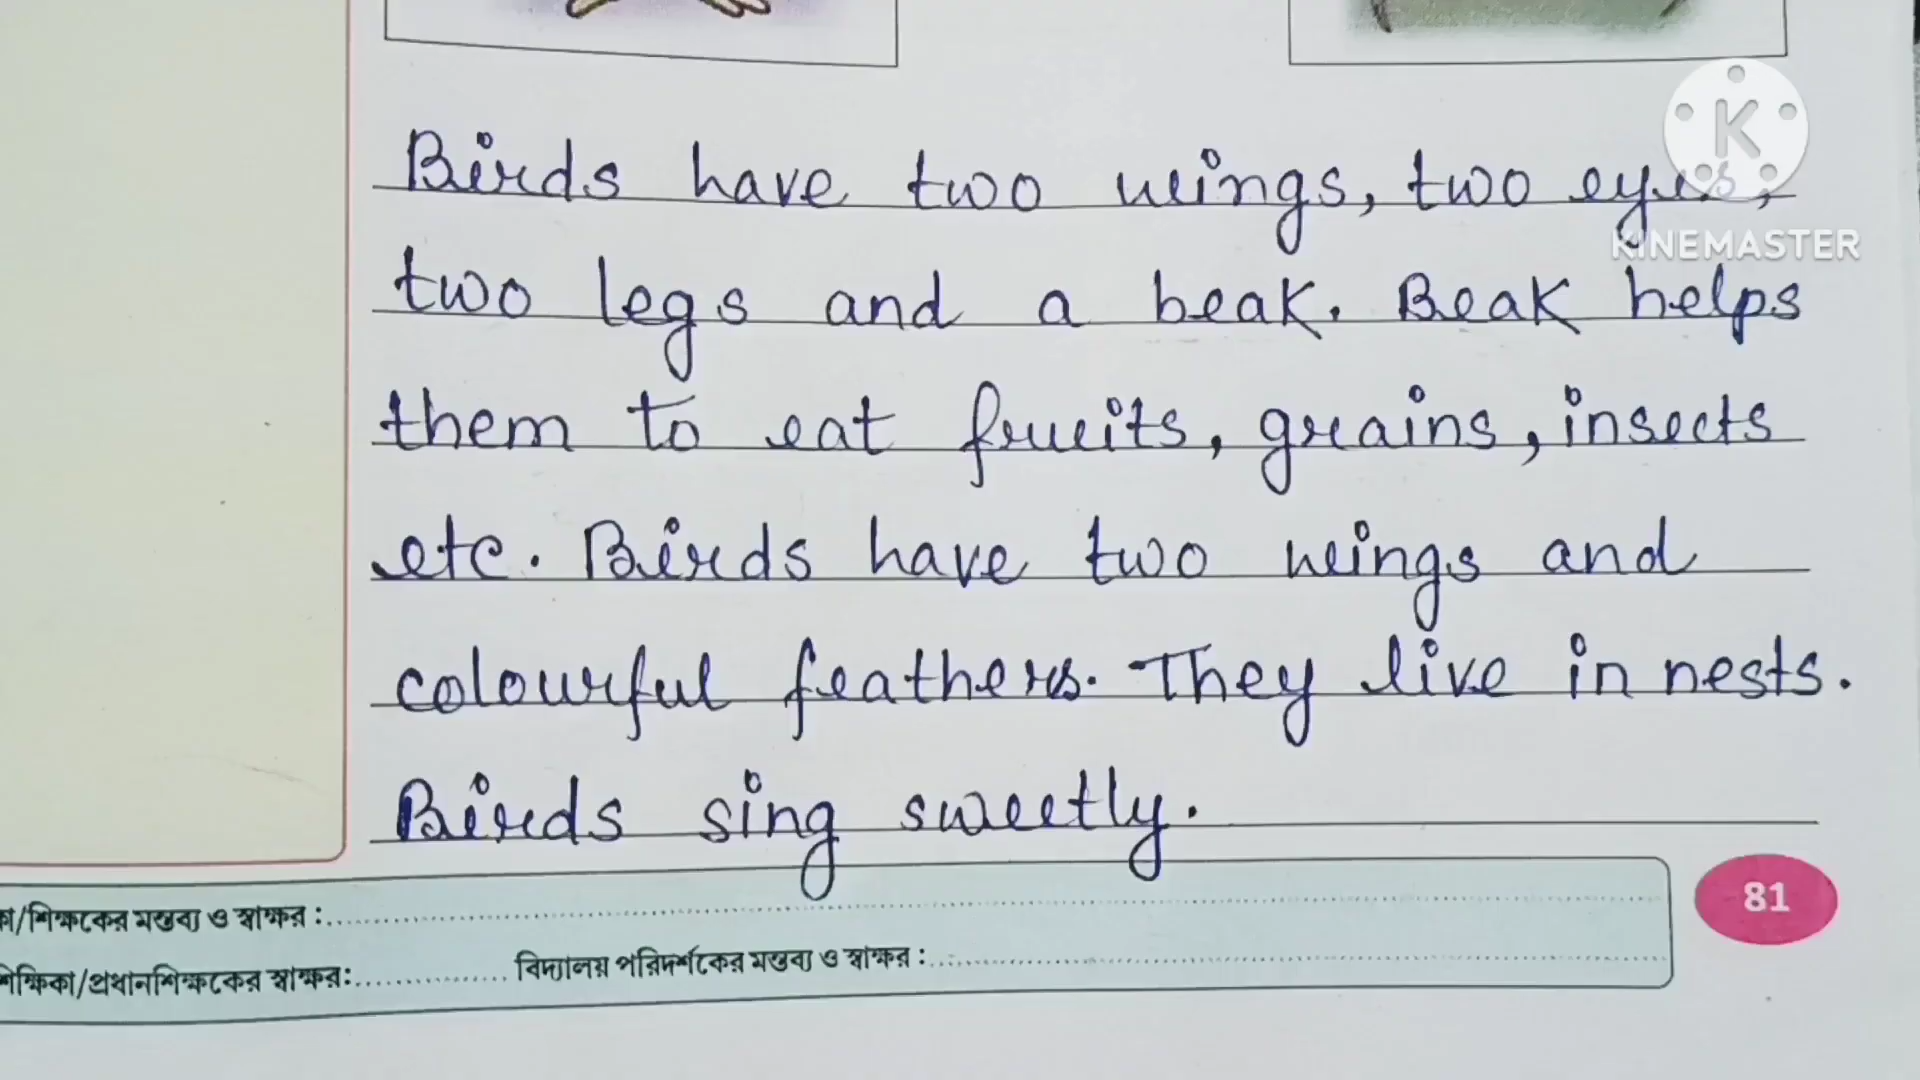 Birds have two wings, two eyes,
two legs and a beak. Beak helps
them to eat fruits, grains, insects
etc. Birds have two wings and
colourful feathers. They live in nests.
Birds sing sweetly.
K
KINEMASTER
/শিক্ষকের মন্তব্য ও স্বাক্ষর :
/প্রধানশিক্ষকের স্বাক্ষর: বিদ্যালয় পরিদর্শকের মন্তব্য ও স্বাক্ষর :
81